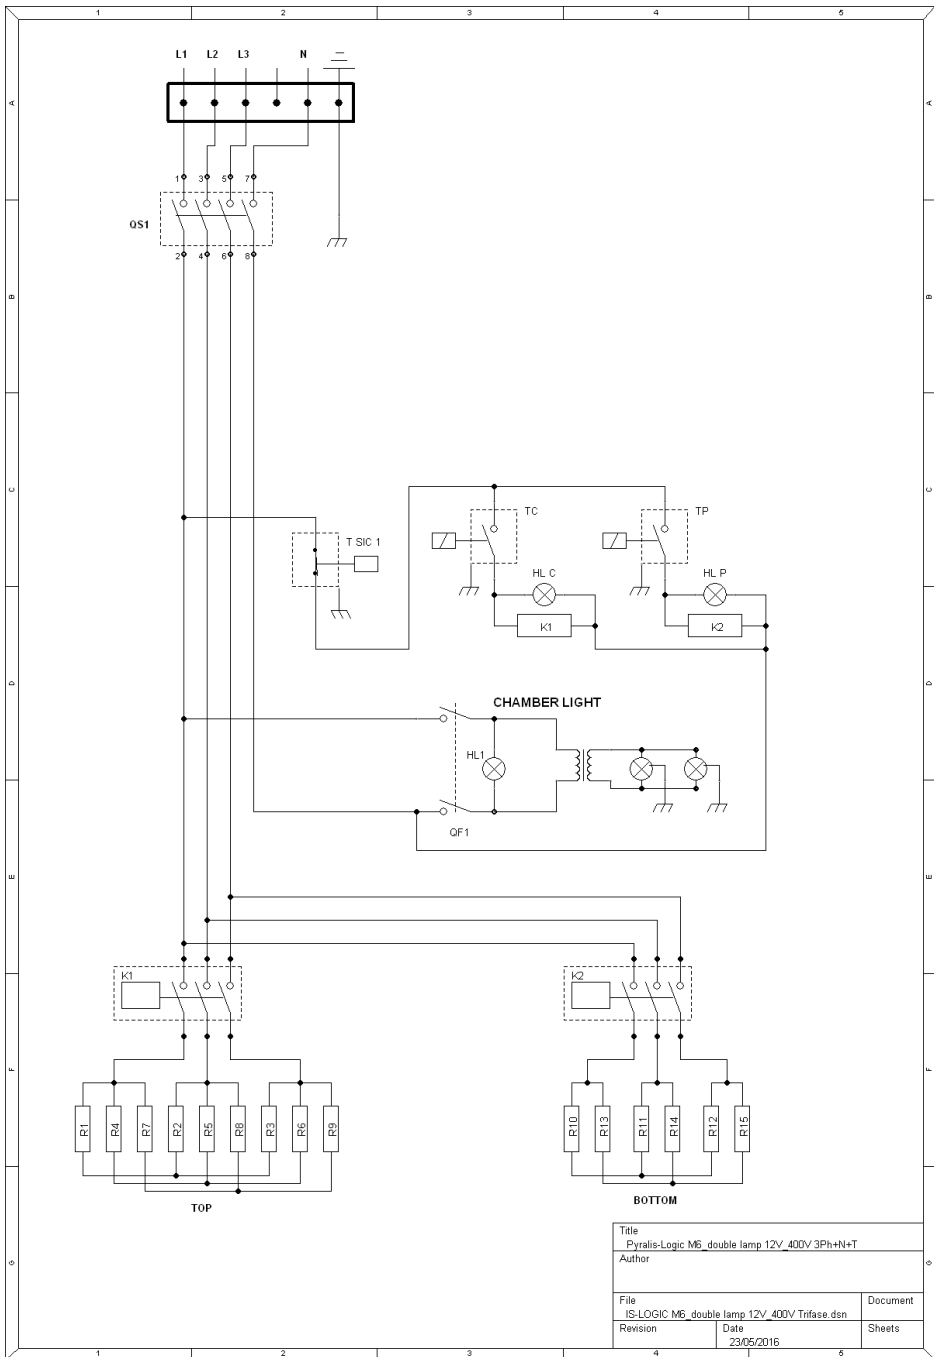 1 2 3 4 5
L1 L2 L3 N
A A
1 3 5 7
QS1
2 4 6 8
B B
C C
TC TP
T SIC 1
HL C HL P
K1 K2
D D
CHAMBER LIGHT
HL1
QF1
E E
K1 K2
F F
R1 R4 R7 R2 R5 R8 R3 R6 R9 R10 R13 R11 R14 R12 R15
TOP BOTTOM
Title
Pyralis-Logic M6_double lamp 12V_400V 3Ph+N+T
Author
G G
File Document
IS-LOGIC M6_double lamp 12V_400V Trifase.dsn
Revision Date Sheets
23/05/2016
1 2 3 4 5